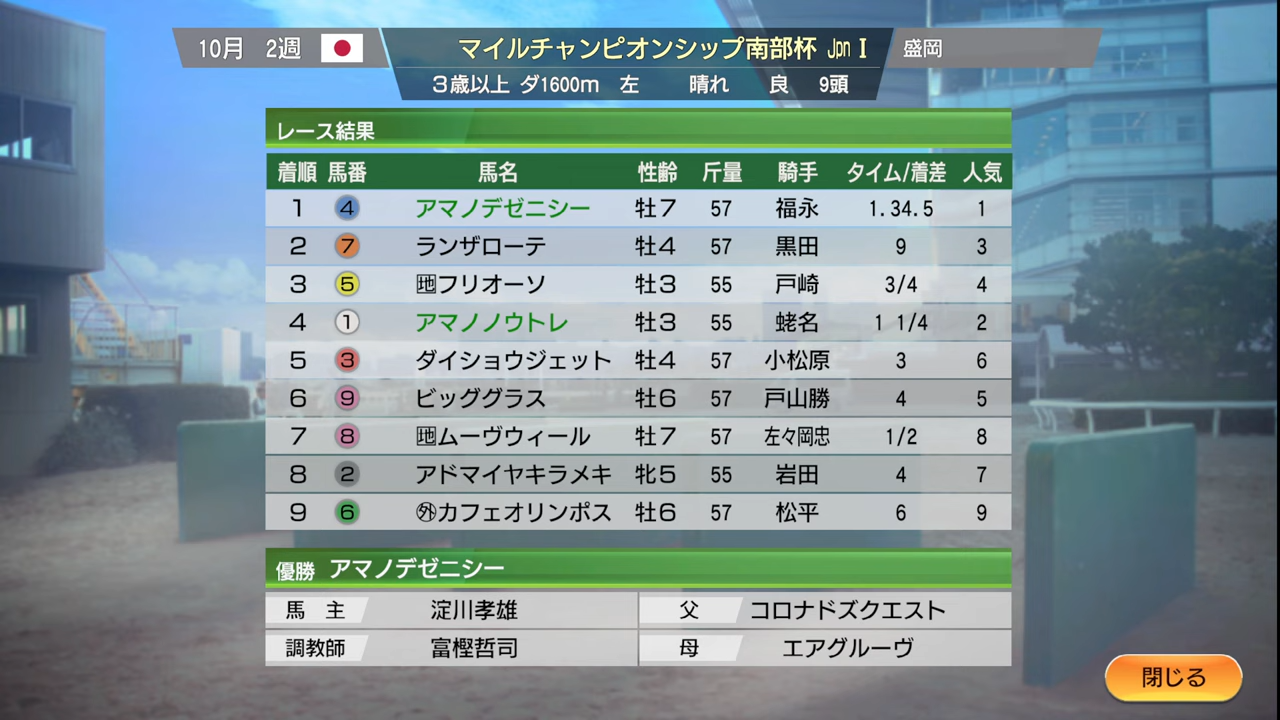 10月 2週 マイルチャンピオンシップ南部杯 JpnⅠ 盛岡
3歳以上 ダ1600m 左 晴れ 良 9頭
レース結果
着順 馬番 馬名 性齢 斤量 騎手 タイム/着差 人気
1 4 アマノデゼニシー 牡7 57 福永 1.34.5 1
2 7 ランザローテ 牡4 57 黒田 9 3
3 5 地フリオーソ 牡3 55 戸崎 3/4 4
4 1 アマノノウトレ 牡3 55 蛯名 1 1/4 2
5 3 ダイショウジェット 牡4 57 小松原 3 6
6 9 ビッググラス 牡6 57 戸山勝 4 5
7 8 地ムーヴウィール 牡7 57 左々岡忠 1/2 8
8 2 アドマイヤキラメキ 牝5 55 岩田 4 7
9 6 外カフェオリンポス 牡6 57 松平 6 9
優勝 アマノデゼニシー
馬主 淀川孝雄 父 コロナドズクエスト
調教師 富樫哲司 母 エアグルーヴ
閉じる